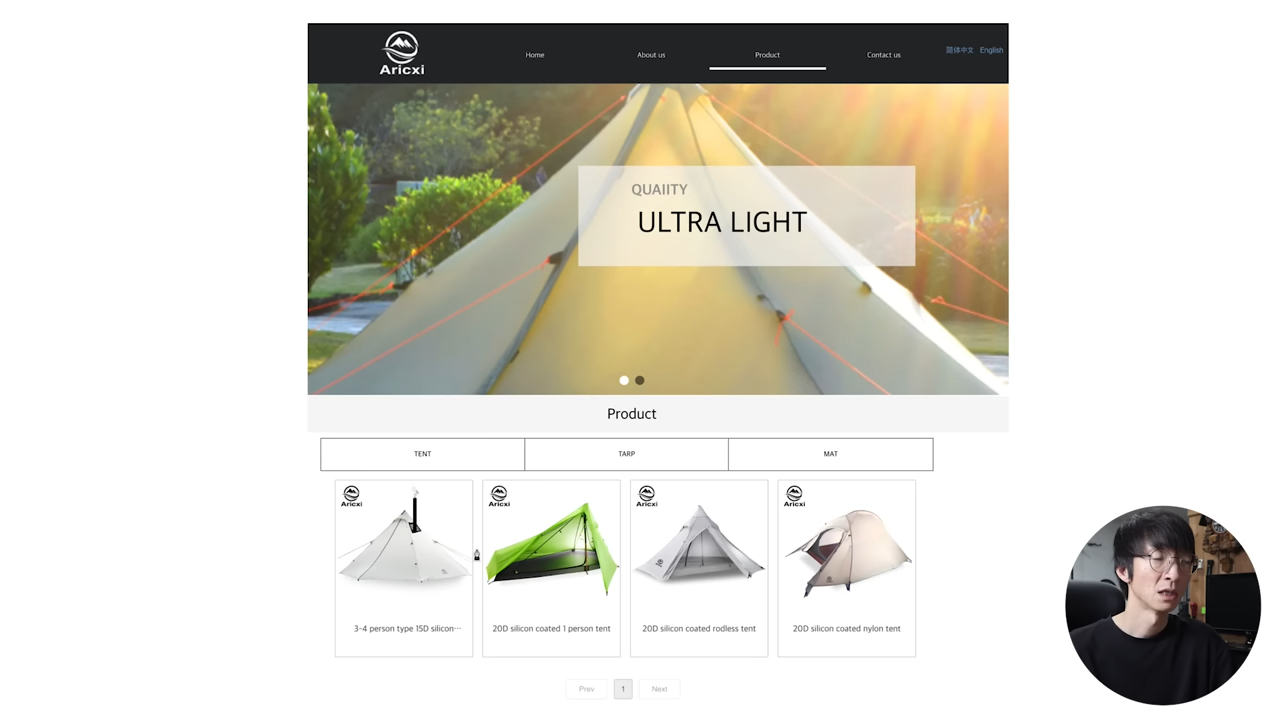 Aricxi
Home
About us
Product
Contact us
簡体中文 English
QUAIITY
ULTRA LIGHT
Product
TENT
TARP
MAT
Aricxi
Aricxi
Aricxi
Aricxi
3-4 person type 15D silicon…
20D silicon coated 1 person tent
20D silicon coated rodless tent
20D silicon coated nylon tent
Prev
1
Next